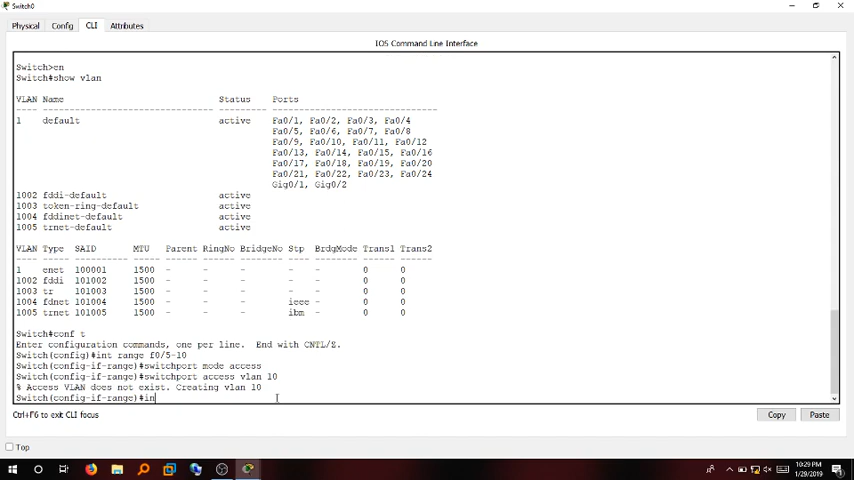 Switch0
Physical Config CLI Attributes
IOS Command Line Interface
Switch>en
Switch#show vlan
VLAN Name Status Ports
---- -------------------------------- --------- -------------------------------
1 default active Fa0/1, Fa0/2, Fa0/3, Fa0/4
Fa0/5, Fa0/6, Fa0/7, Fa0/8
Fa0/9, Fa0/10, Fa0/11, Fa0/12
Fa0/13, Fa0/14, Fa0/15, Fa0/16
Fa0/17, Fa0/18, Fa0/19, Fa0/20
Fa0/21, Fa0/22, Fa0/23, Fa0/24
Gig0/1, Gig0/2
1002 fddi-default active
1003 token-ring-default active
1004 fddinet-default active
1005 trnet-default active
VLAN Type SAID MTU Parent RingNo BridgeNo Stp BrdgMode Trans1 Trans2
---- ----- ---------- ----- ------ ------ -------- ---- -------- ------ ------
1 enet 100001 1500 - - - - - 0 0
1002 fddi 101002 1500 - - - - - 0 0
1003 tr 101003 1500 - - - - - 0 0
1004 fdnet 101004 1500 - - - ieee - 0 0
1005 trnet 101005 1500 - - - ibm - 0 0
Switch#conf t
Enter configuration commands, one per line. End with CNTL/Z.
Switch(config)#int range f0/5-10
Switch(config-if-range)#switchport mode access
Switch(config-if-range)#switchport access vlan 10
% Access VLAN does not exist. Creating vlan 10
Switch(config-if-range)#in
Ctrl+F6 to exit CLI focus
Copy Paste
Top
10:29 PM
1/29/2019